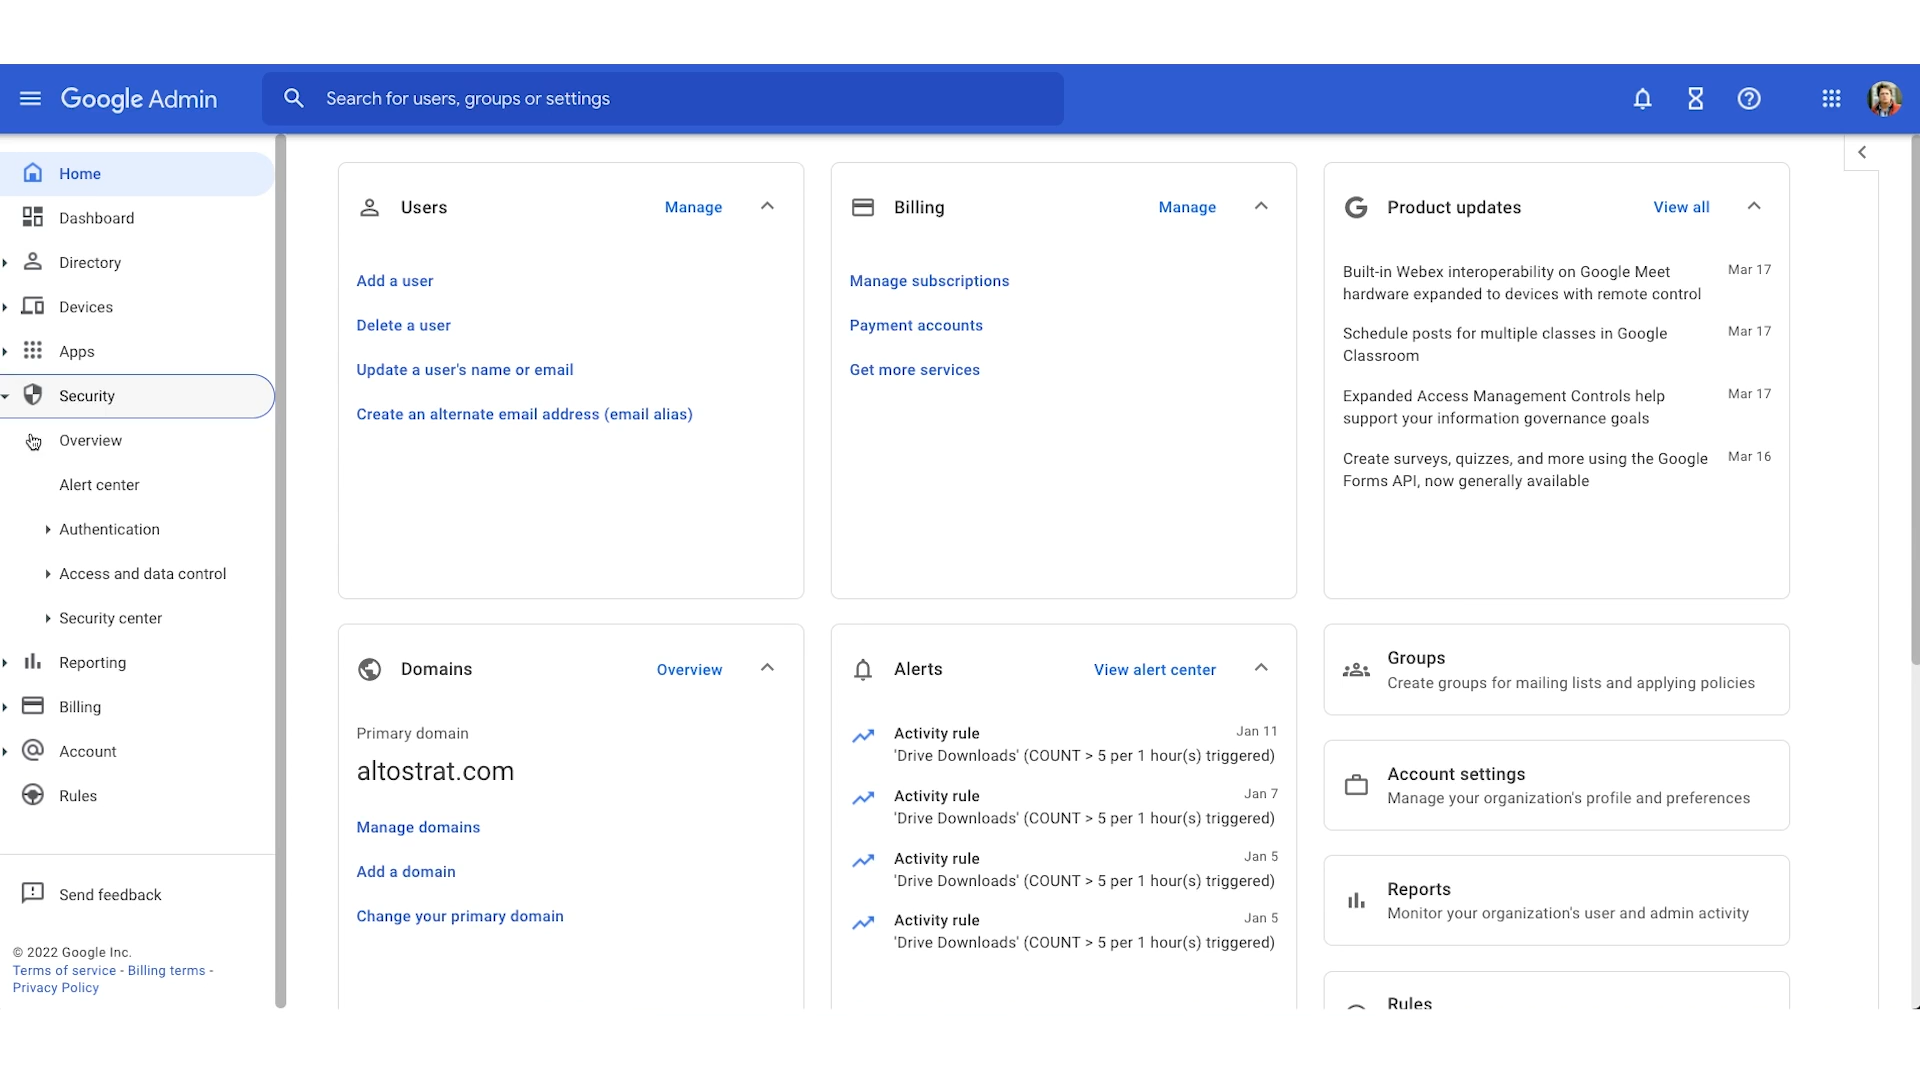 Google Admin
Search for users, groups or settings
Home
Dashboard
Directory
Devices
Apps
Security
Overview
Alert center
Authentication
Access and data control
Security center
Reporting
Billing
Account
Rules
Send feedback
© 2022 Google Inc.
Terms of service - Billing terms -
Privacy Policy
Users
Manage
Add a user
Delete a user
Update a user's name or email
Create an alternate email address (email alias)
Billing
Manage
Manage subscriptions
Payment accounts
Get more services
Product updates
View all
Built-in Webex interoperability on Google Meet Mar 17
hardware expanded to devices with remote control
Schedule posts for multiple classes in Google Mar 17
Classroom
Expanded Access Management Controls help Mar 17
support your information governance goals
Create surveys, quizzes, and more using the Google Mar 16
Forms API, now generally available
Domains
Overview
Primary domain
altostrat.com
Manage domains
Add a domain
Change your primary domain
Alerts
View alert center
Activity rule Jan 11
'Drive Downloads' (COUNT > 5 per 1 hour(s) triggered)
Activity rule Jan 7
'Drive Downloads' (COUNT > 5 per 1 hour(s) triggered)
Activity rule Jan 5
'Drive Downloads' (COUNT > 5 per 1 hour(s) triggered)
Activity rule Jan 5
'Drive Downloads' (COUNT > 5 per 1 hour(s) triggered)
Groups
Create groups for mailing lists and applying policies
Account settings
Manage your organization's profile and preferences
Reports
Monitor your organization's user and admin activity
Rules